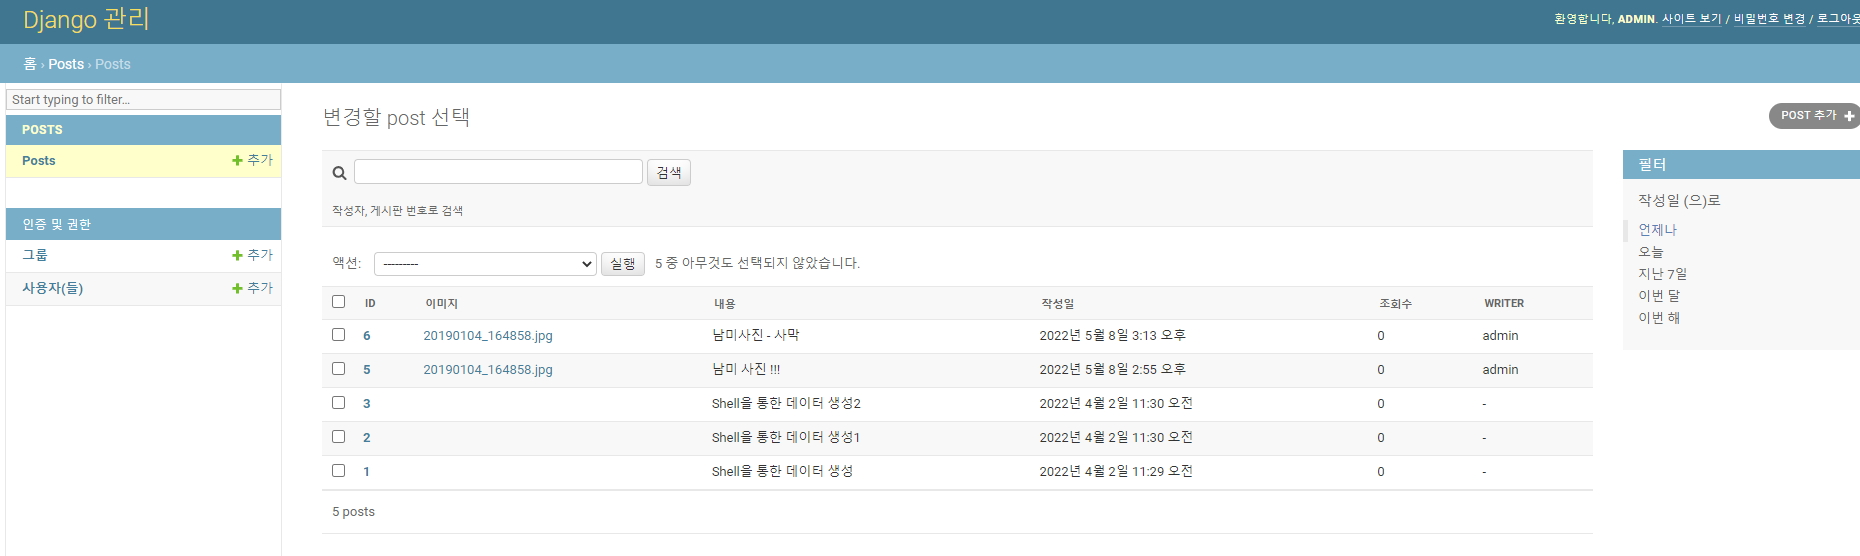 Django 관리
환영합니다, ADMIN. 사이트 보기 / 비밀번호 변경 / 로그아웃
홈 › Posts › Posts
Start typing to filter...
POSTS
Posts + 추가
인증 및 권한
그룹 + 추가
사용자(들) + 추가
변경할 post 선택
POST 추가 +
검색
작성자, 게시판 번호로 검색
액션: --------- 실행 5 중 아무것도 선택되지 않았습니다.
ID 이미지 내용 작성일 조회수 WRITER
6 20190104_164858.jpg 남미사진 - 사막 2022년 5월 8일 3:13 오후 0 admin
5 20190104_164858.jpg 남미 사진 !!! 2022년 5월 8일 2:55 오후 0 admin
3 Shell을 통한 데이터 생성2 2022년 4월 2일 11:30 오전 0 -
2 Shell을 통한 데이터 생성1 2022년 4월 2일 11:30 오전 0 -
1 Shell을 통한 데이터 생성 2022년 4월 2일 11:29 오전 0 -
5 posts
필터
작성일 (으)로
언제나
오늘
지난 7일
이번 달
이번 해